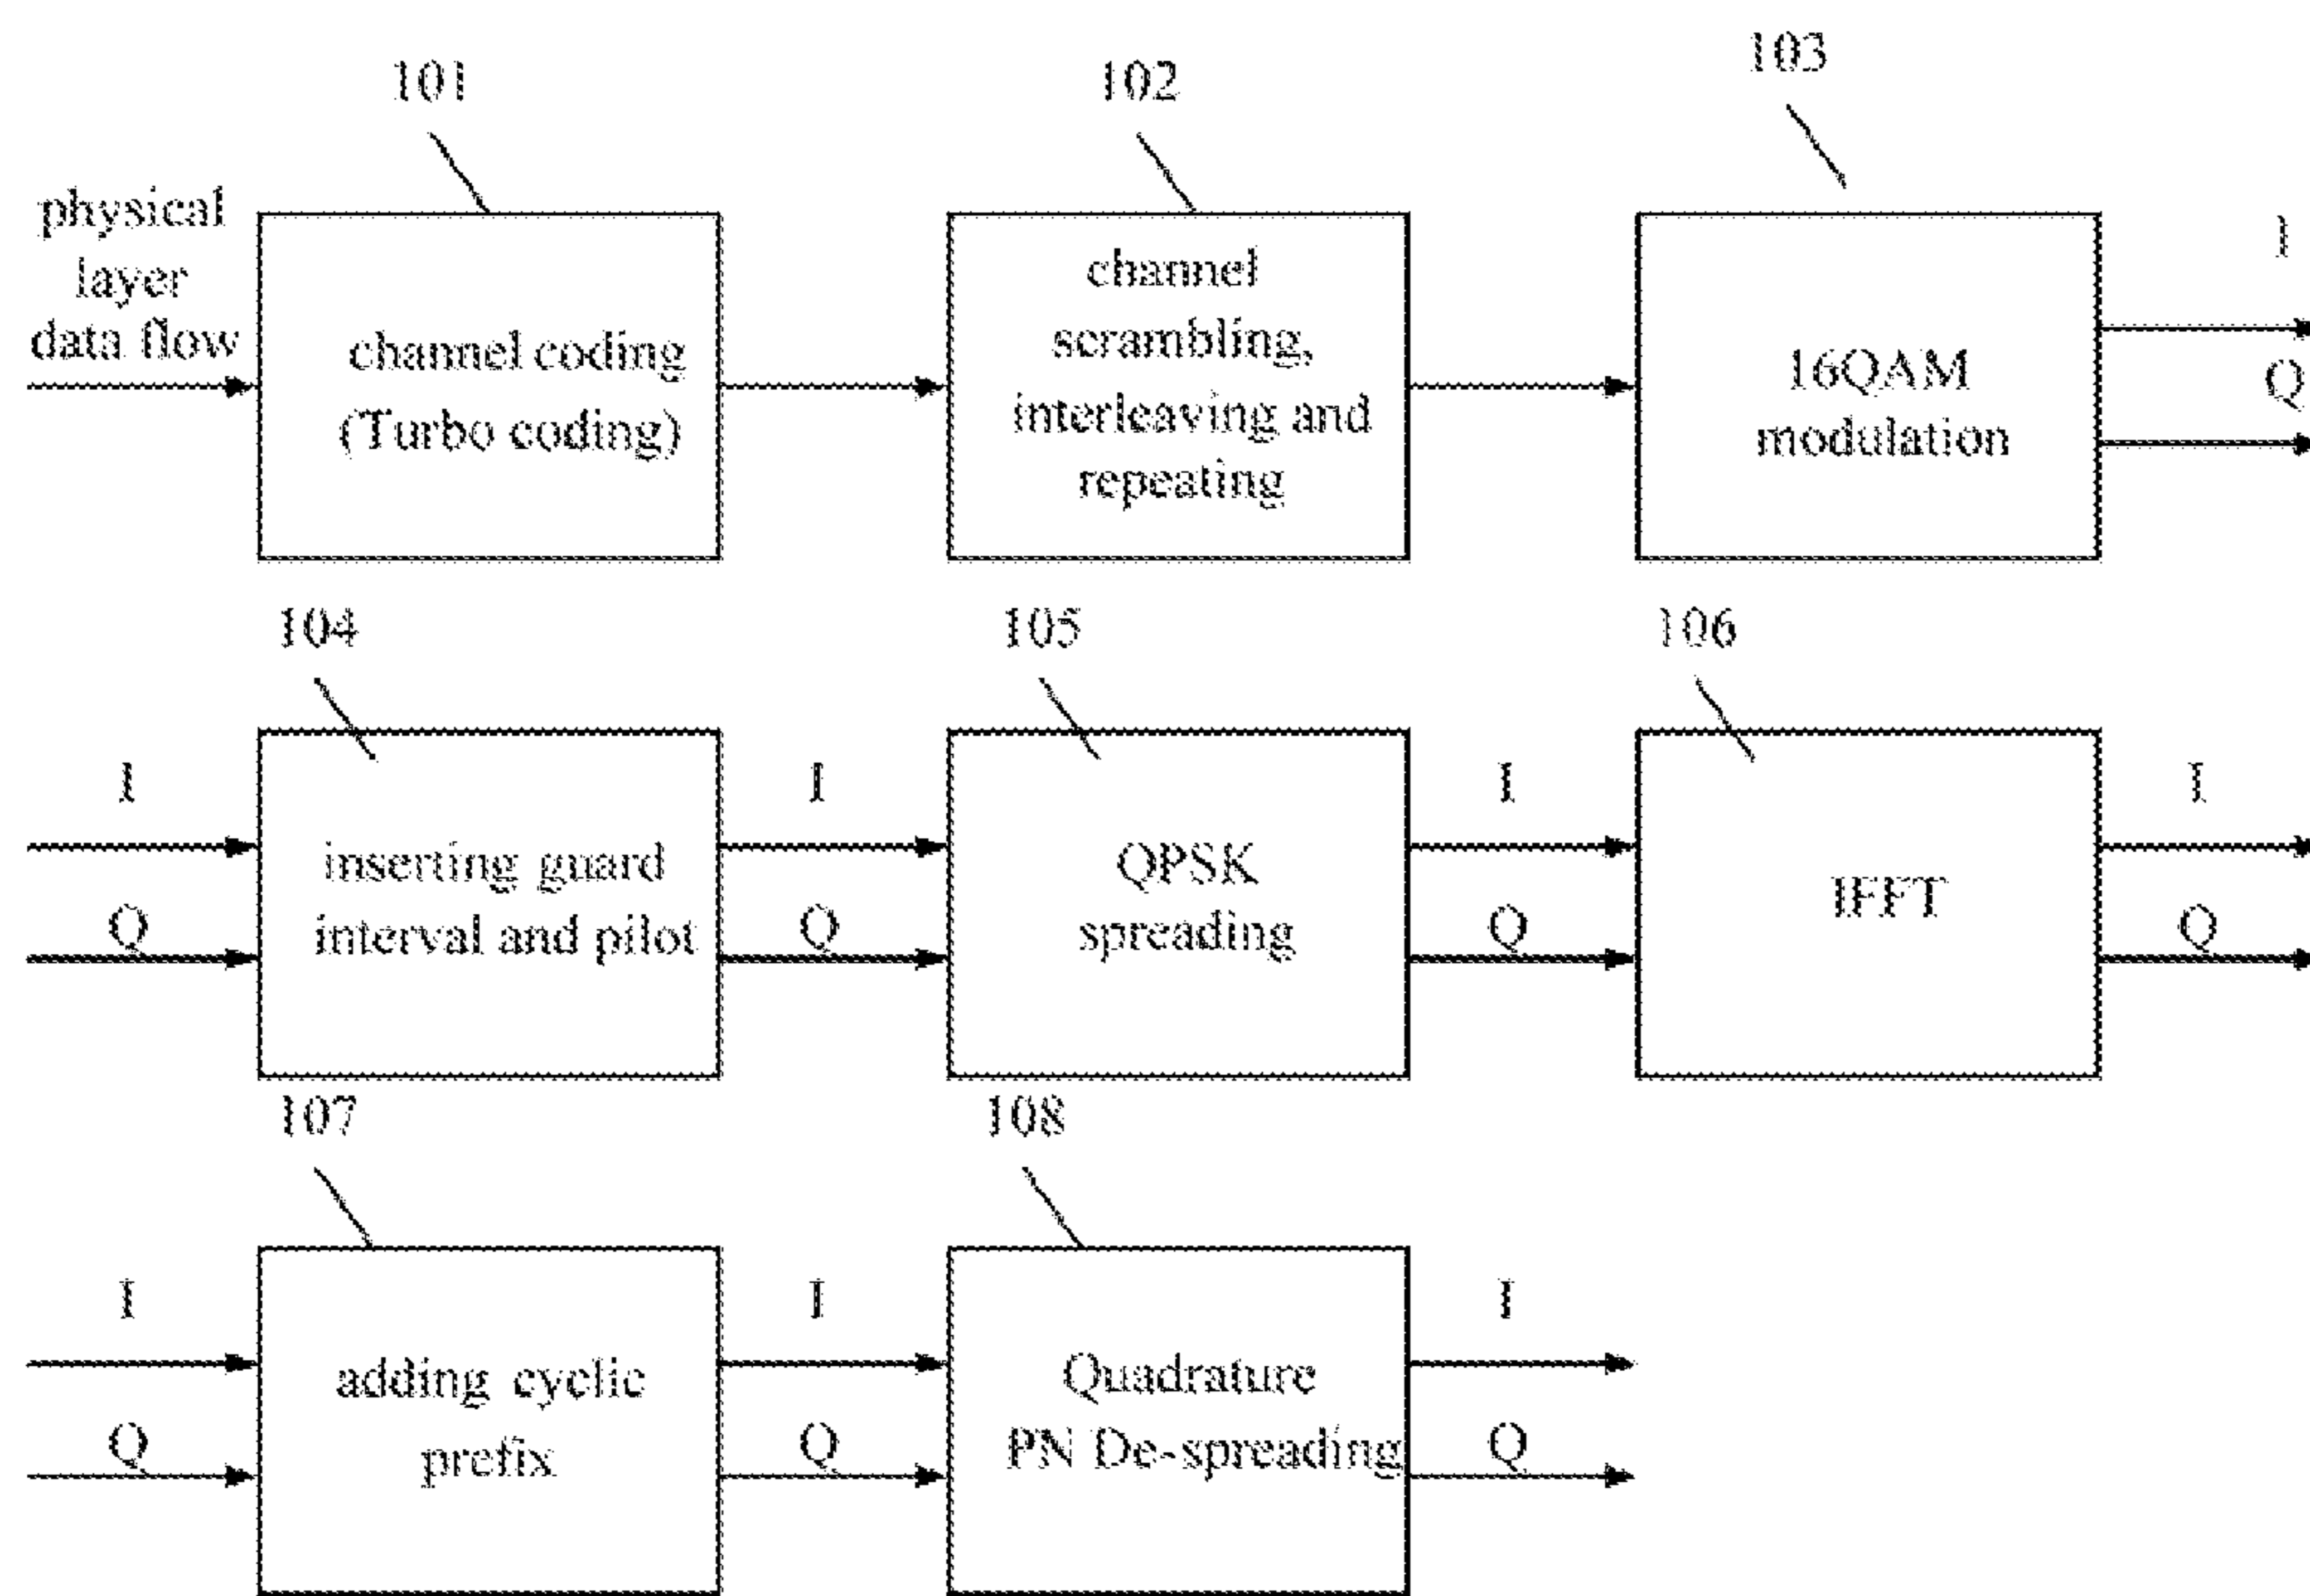 101
102
103
physical
layer
data flow
channel coding
(Turbo coding)
channel
scrambling,
interleaving and
repeating
16QAM
modulation
I
Q
104
105
106
I
Q
inserting guard
interval and pilot
I
Q
QPSK
spreading
I
Q
IFFT
I
Q
107
108
I
Q
adding cyclic
prefix
I
Q
Quadrature
PN De-spreading
I
Q